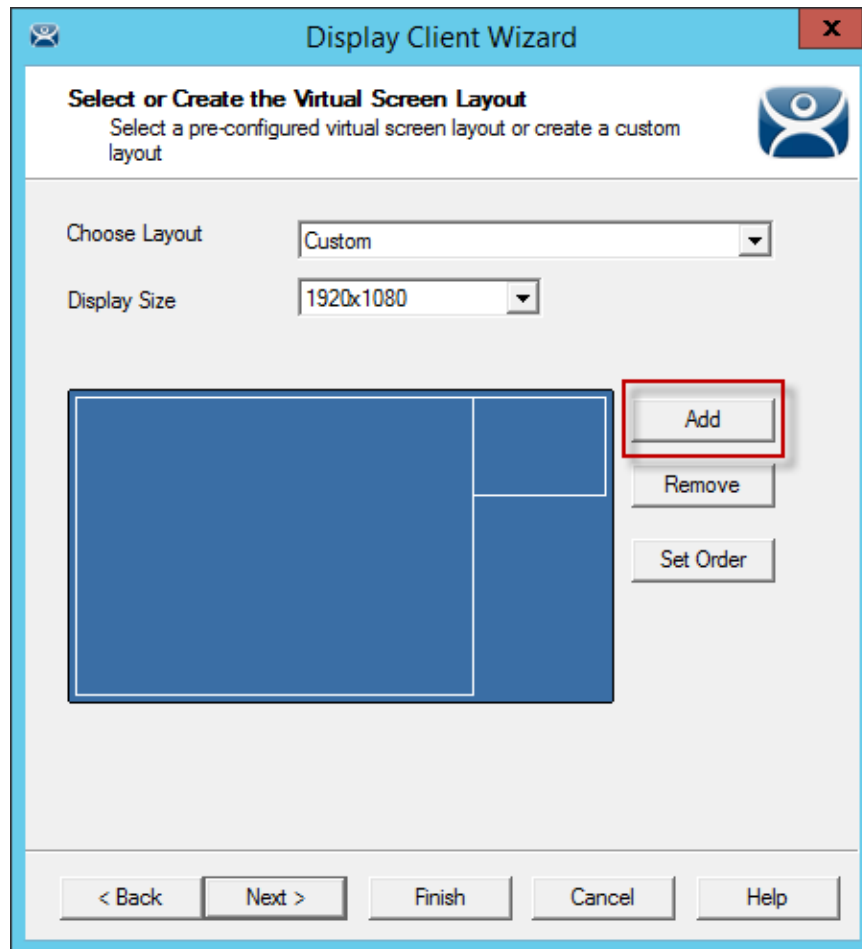 Display Client Wizard
x
Select or Create the Virtual Screen Layout
Select a pre-configured virtual screen layout or create a custom
layout
Choose Layout
Custom
Display Size
1920x1080
Add
Remove
Set Order
< Back
Next >
Finish
Cancel
Help